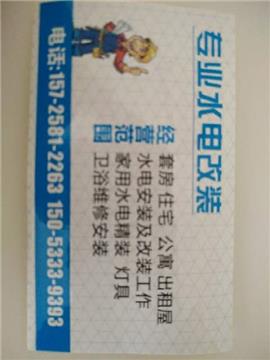 专业水电改装
经营范围
套房 住宅 公寓 出租屋
水电安装及改装工作
家用水电精装 灯具
卫浴维修安装
电话:157-2581-2263 150-5333-9393